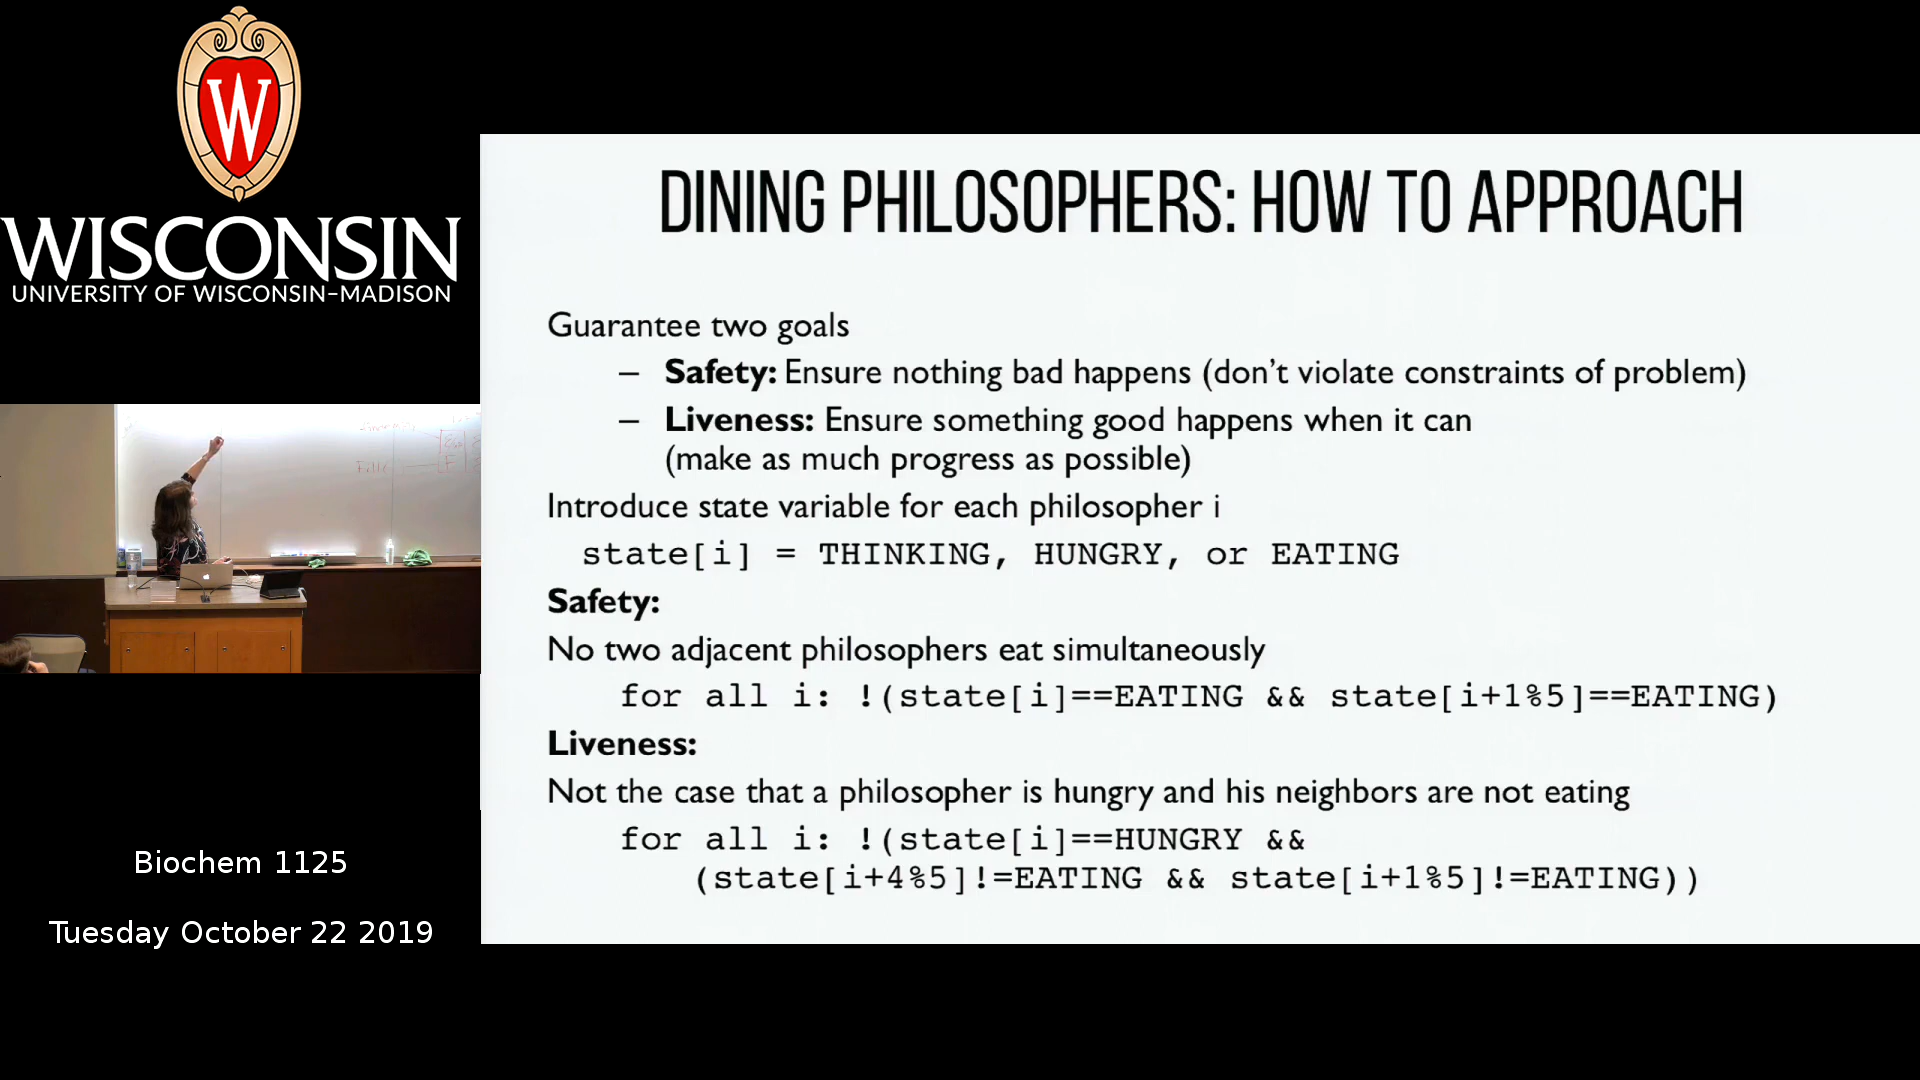 W
WISCONSIN
UNIVERSITY OF WISCONSIN–MADISON
Biochem 1125
Tuesday October 22 2019
DINING PHILOSOPHERS: HOW TO APPROACH
Guarantee two goals
– Safety: Ensure nothing bad happens (don’t violate constraints of problem)
– Liveness: Ensure something good happens when it can
(make as much progress as possible)
Introduce state variable for each philosopher i
state[i] = THINKING, HUNGRY, or EATING
Safety:
No two adjacent philosophers eat simultaneously
for all i: !(state[i]==EATING && state[i+1%5]==EATING)
Liveness:
Not the case that a philosopher is hungry and his neighbors are not eating
for all i: !(state[i]==HUNGRY &&
(state[i+4%5]!=EATING && state[i+1%5]!=EATING))